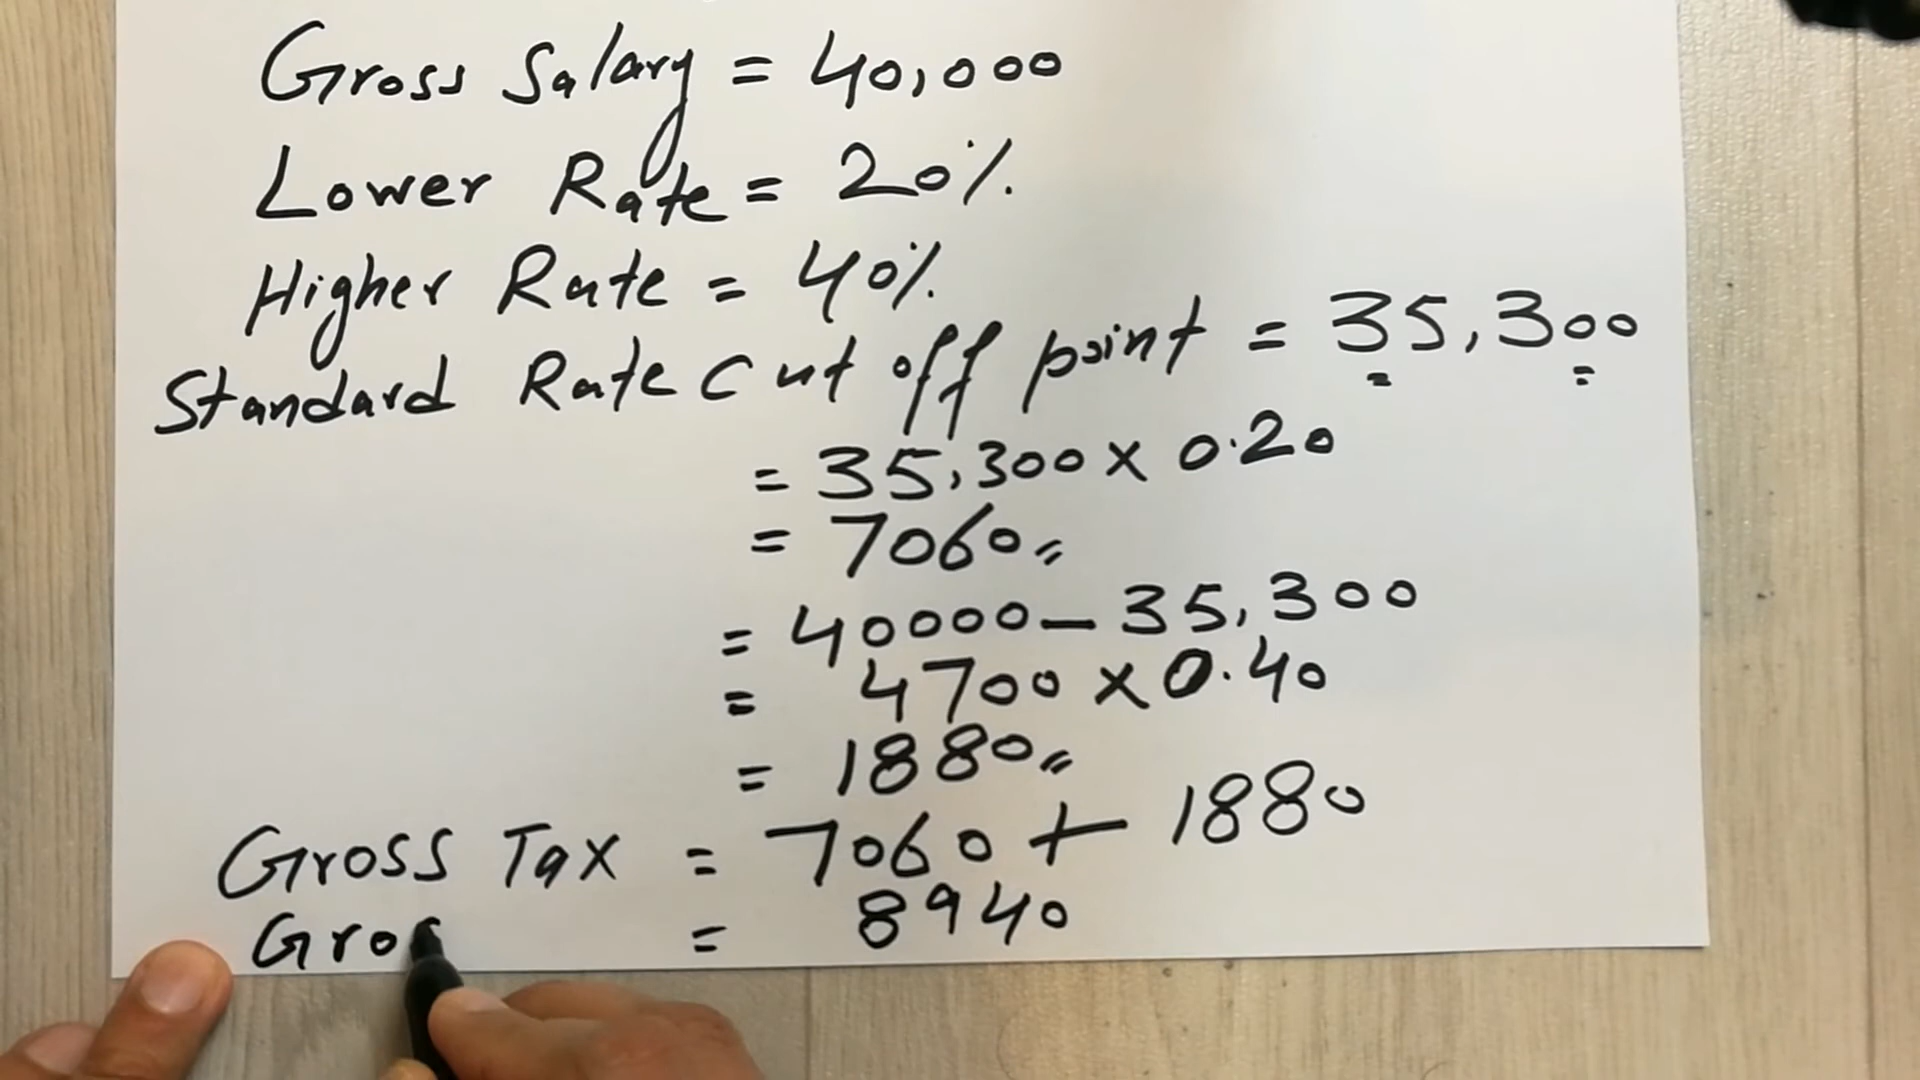 Gross Salary = 40,000
Lower Rate = 20%
Higher Rate = 40%
Standard Rate Cut off point = 35,300
= 35,300 x 0.20
= 7060
= 40000 - 35,300
= 4700 x 0.40
= 1880
Gross Tax = 7060 + 1880
Gros = 8940